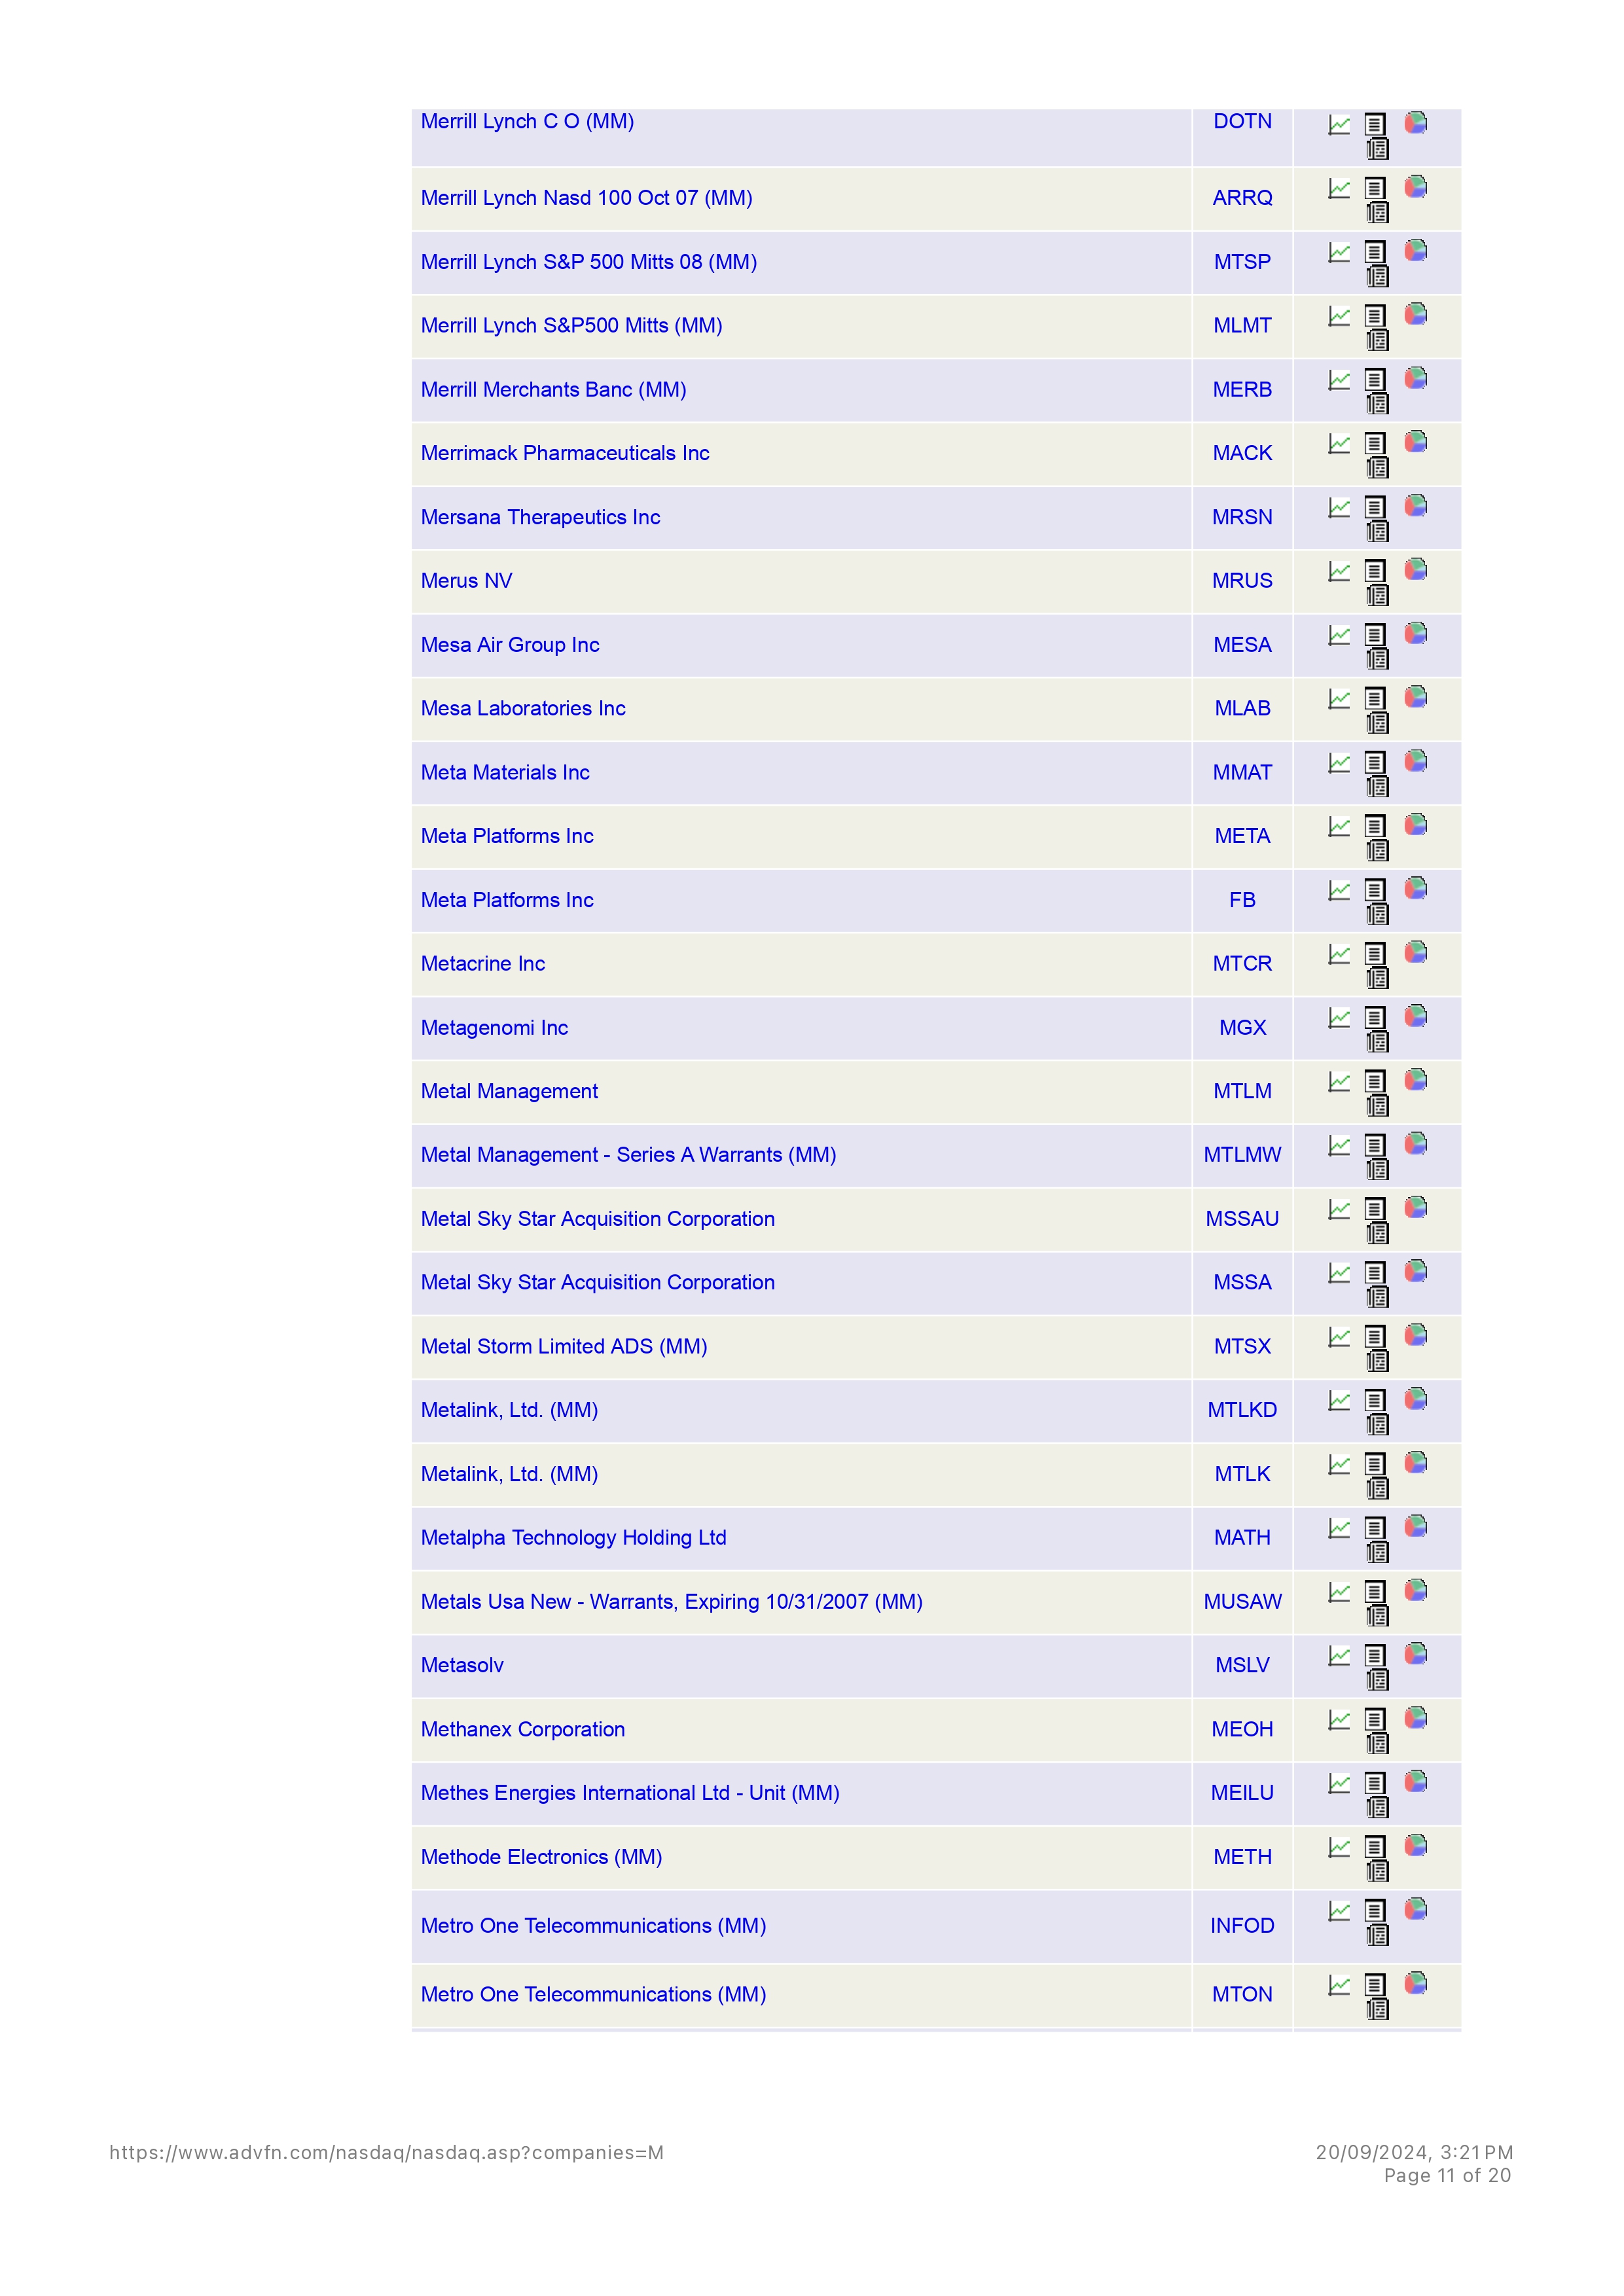 Merrill Lynch C O (MM) DOTN
Merrill Lynch Nasd 100 Oct 07 (MM) ARRQ
Merrill Lynch S&P 500 Mitts 08 (MM) MTSP
Merrill Lynch S&P500 Mitts (MM) MLMT
Merrill Merchants Banc (MM) MERB
Merrimack Pharmaceuticals Inc MACK
Mersana Therapeutics Inc MRSN
Merus NV MRUS
Mesa Air Group Inc MESA
Mesa Laboratories Inc MLAB
Meta Materials Inc MMAT
Meta Platforms Inc META
Meta Platforms Inc FB
Metacrine Inc MTCR
Metagenomi Inc MGX
Metal Management MTLM
Metal Management - Series A Warrants (MM) MTLMW
Metal Sky Star Acquisition Corporation MSSAU
Metal Sky Star Acquisition Corporation MSSA
Metal Storm Limited ADS (MM) MTSX
Metalink, Ltd. (MM) MTLKD
Metalink, Ltd. (MM) MTLK
Metalpha Technology Holding Ltd MATH
Metals Usa New - Warrants, Expiring 10/31/2007 (MM) MUSAW
Metasolv MSLV
Methanex Corporation MEOH
Methes Energies International Ltd - Unit (MM) MEILU
Methode Electronics (MM) METH
Metro One Telecommunications (MM) INFOD
Metro One Telecommunications (MM) MTON
https://www.advfn.com/nasdaq/nasdaq.asp?companies=M 20/09/2024, 3:21 PM
Page 11 of 20